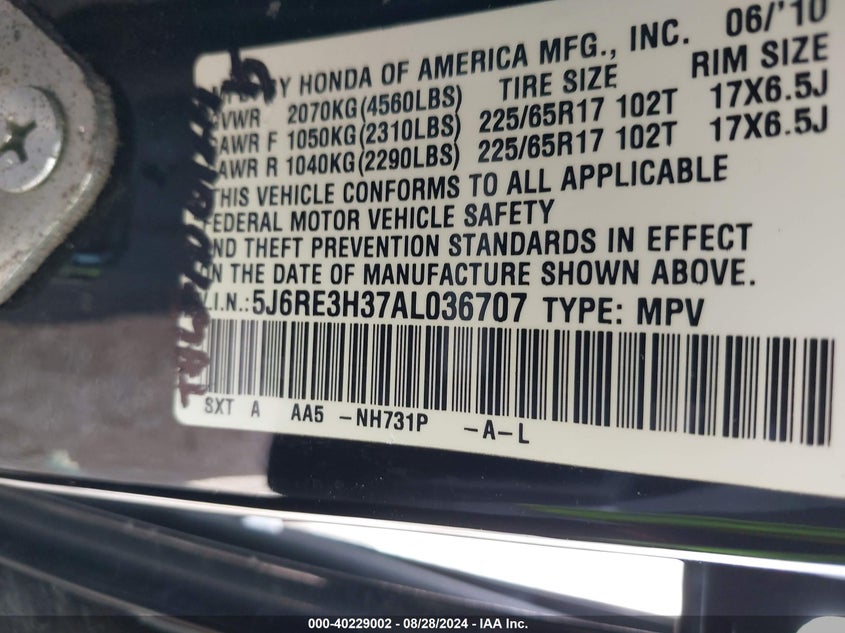 BY HONDA OF AMERICA MFG., INC. 06/'10
GVWR 2070KG(4560LBS) TIRE SIZE RIM SIZE
GAWR F 1050KG(2310LBS) 225/65R17 102T 17X6.5J
GAWR R 1040KG(2290LBS) 225/65R17 102T 17X6.5J
THIS VEHICLE CONFORMS TO ALL APPLICABLE
FEDERAL MOTOR VEHICLE SAFETY
AND THEFT PREVENTION STANDARDS IN EFFECT
ON THE DATE OF MANUFACTURE SHOWN ABOVE.
V.I.N.: 5J6RE3H37AL036707 TYPE: MPV
SXT A AA5 -NH731P -A-L
000-40229002 - 08/28/2024 - IAA Inc.